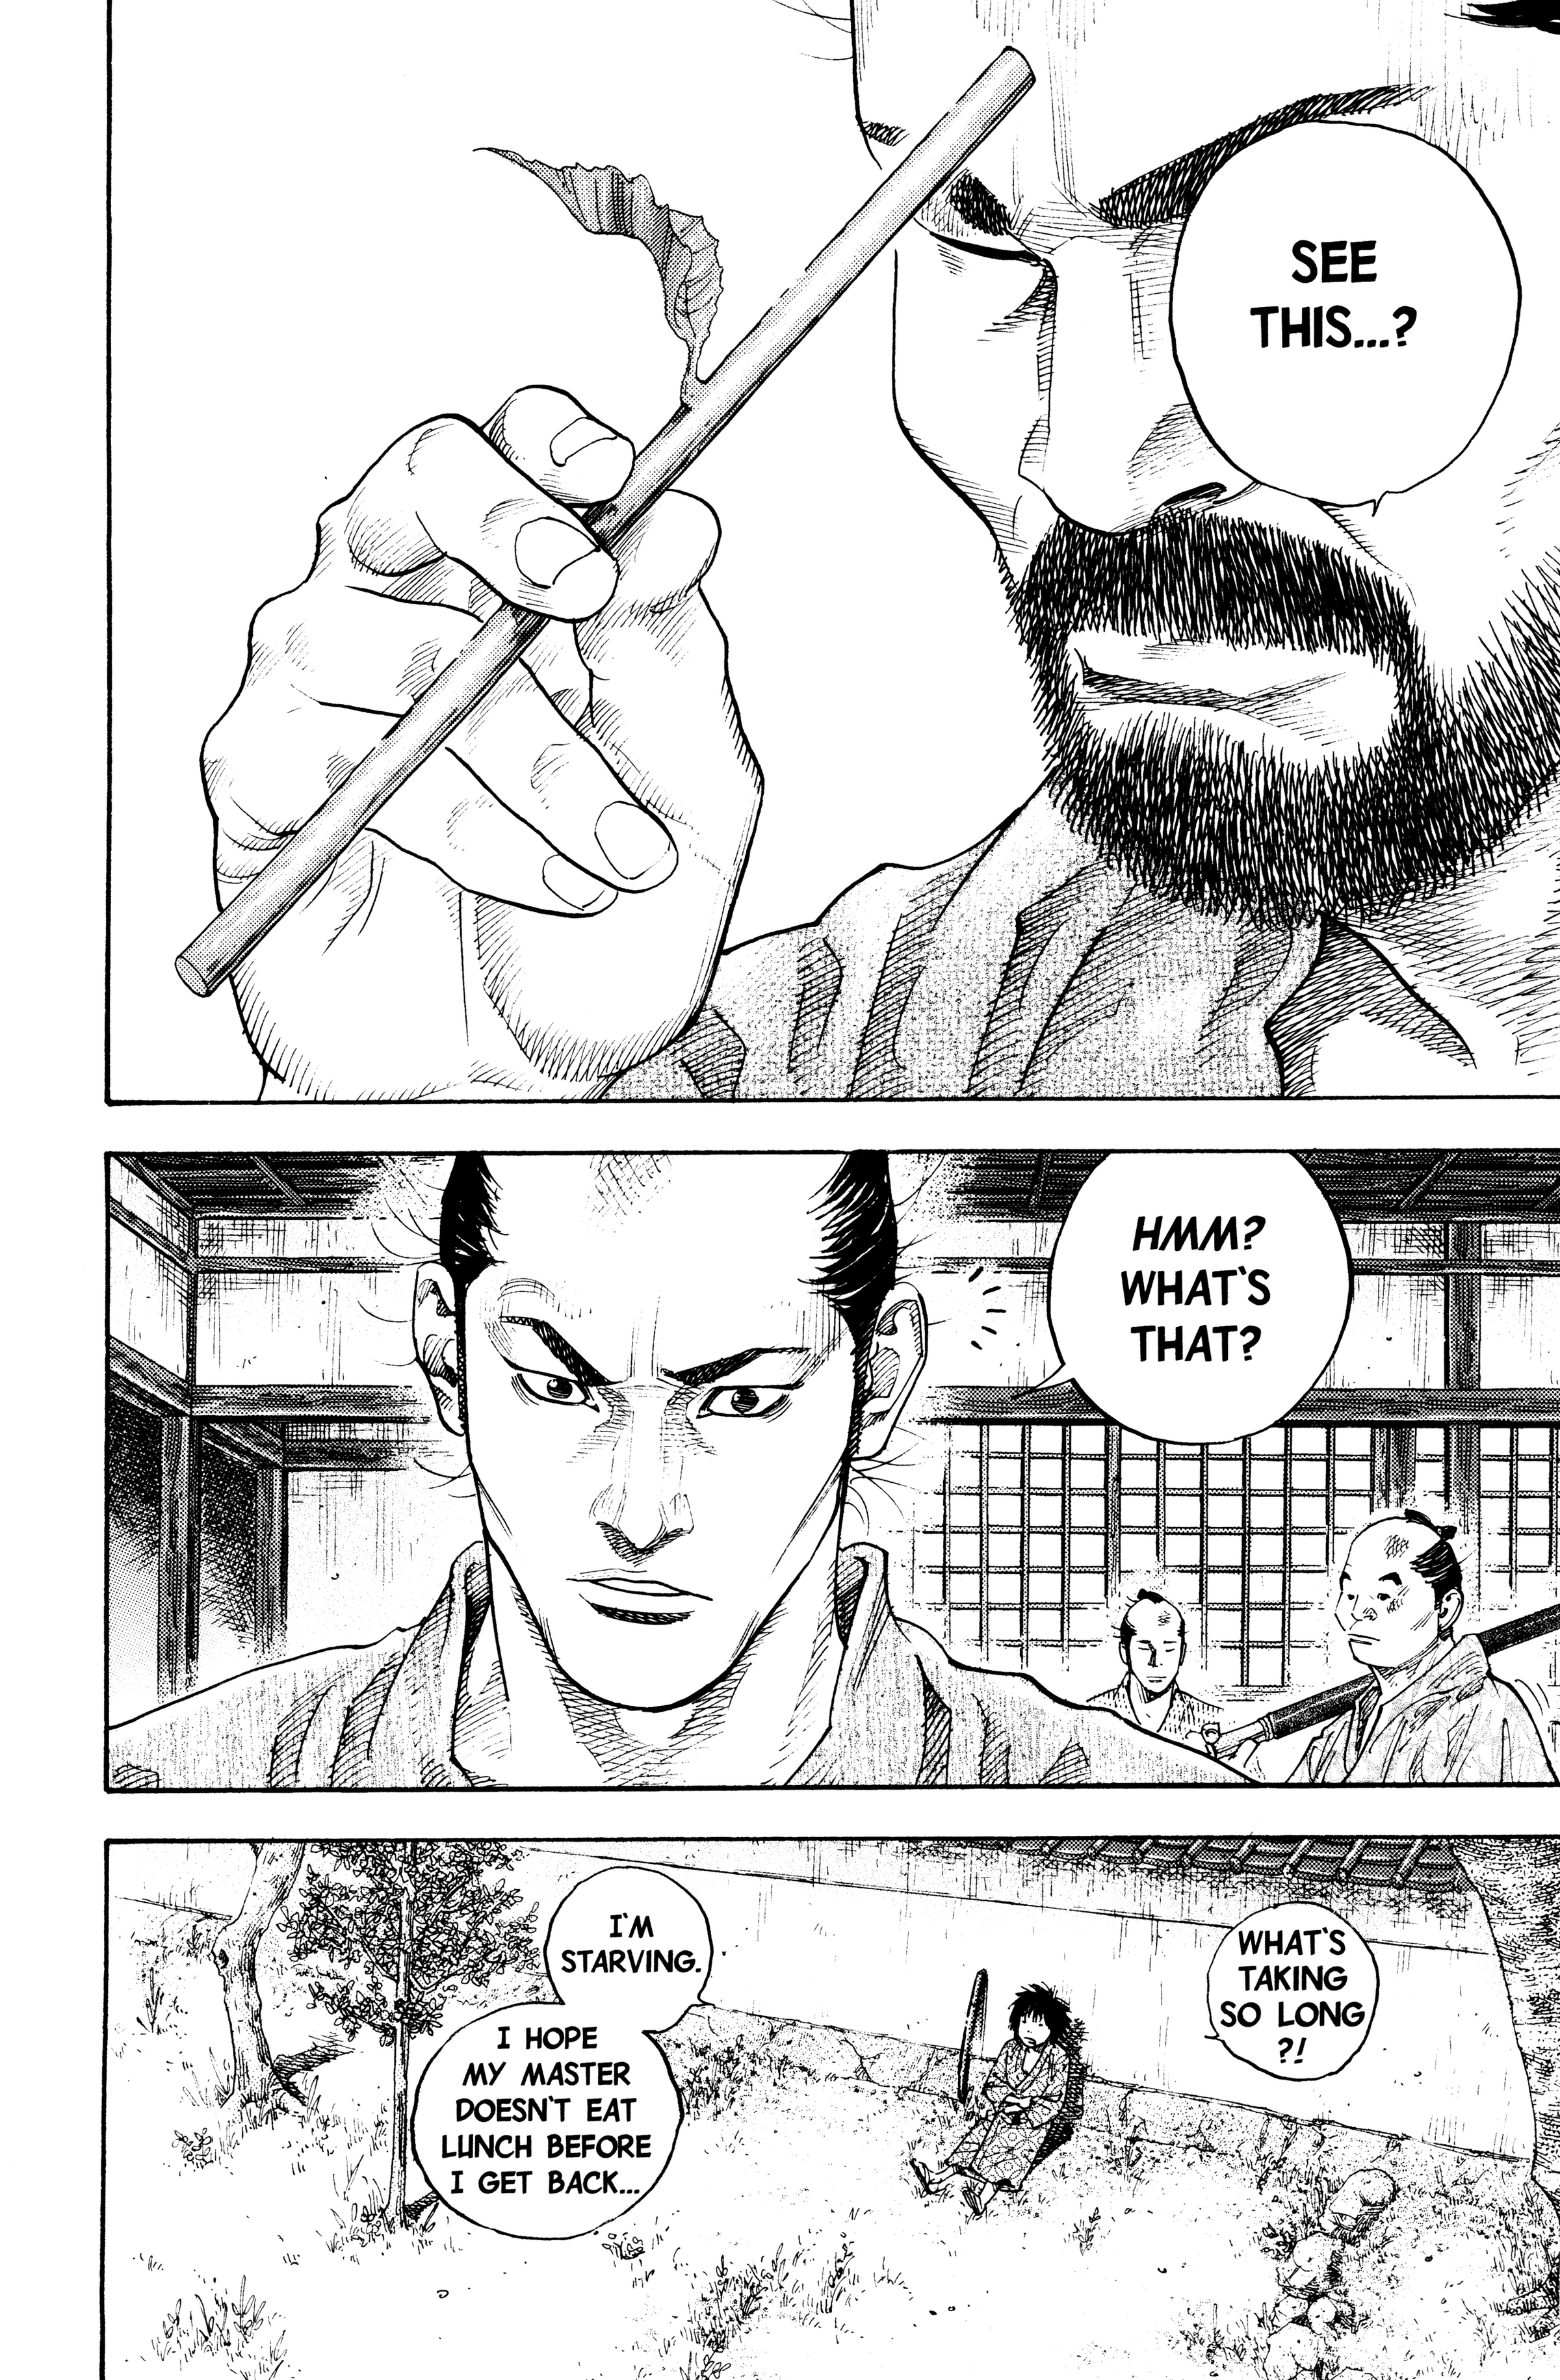 SEE
THIS...?
HMM?
WHAT'S
THAT?
WHAT'S
TAKING
SO LONG
?!
I'M
STARVING.
I HOPE
MY MASTER
DOESN'T EAT
LUNCH BEFORE
I GET BACK...